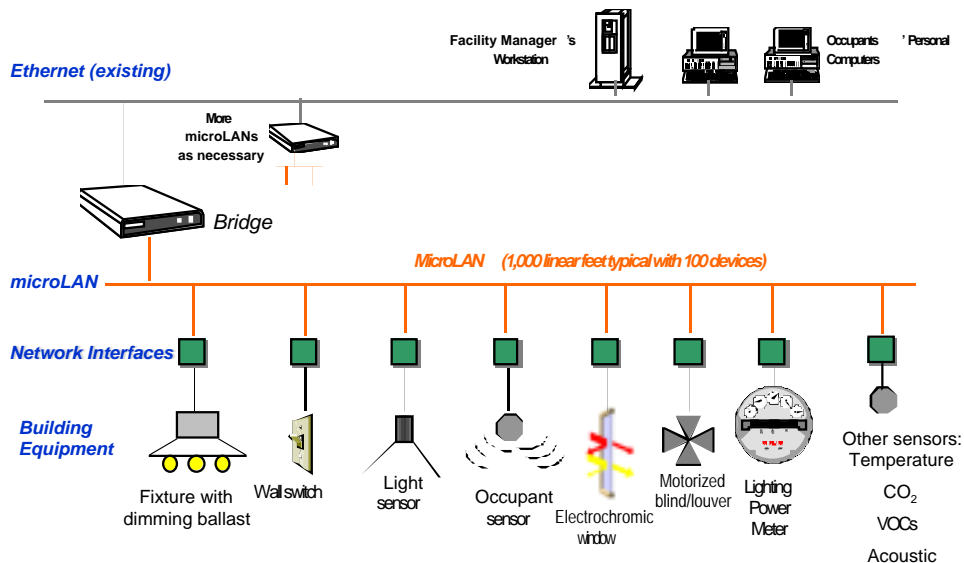 Facility Manager 's
Workstation
Occupants ' Personal
Computers
Ethernet (existing)
More
microLANs
as necessary
Bridge
MicroLAN (1,000 linear feet typical with 100 devices)
microLAN
Network Interfaces
Building
Equipment
Fixture with
dimming ballast
Wall switch
Light
sensor
Occupant
sensor
Electrochromic
window
Motorized
blind/louver
Lighting
Power
Meter
Other sensors:
Temperature
CO2
VOCs
Acoustic